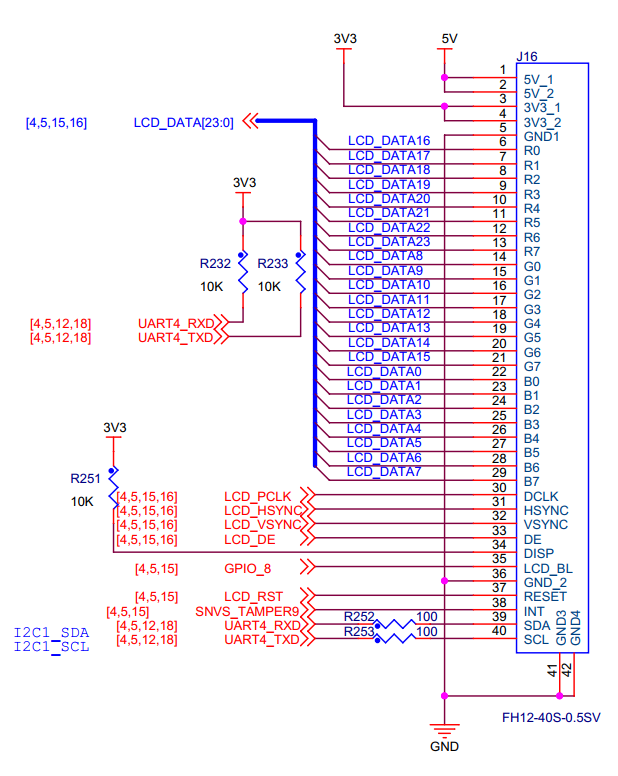 3V3 5V
J16
1 5V_1
2 5V_2
3 3V3_1
4 3V3_2
[4,5,15,16] LCD_DATA[23:0]
5 GND1
LCD_DATA16 6 R0
LCD_DATA17 7 R1
LCD_DATA18 8 R2
LCD_DATA19 9 R3
LCD_DATA20 10 R4
LCD_DATA21 11 R5
LCD_DATA22 12 R6
LCD_DATA23 13 R7
LCD_DATA8 14 G0
LCD_DATA9 15 G1
LCD_DATA10 16 G2
LCD_DATA11 17 G3
LCD_DATA12 18 G4
LCD_DATA13 19 G5
LCD_DATA14 20 G6
LCD_DATA15 21 G7
LCD_DATA0 22 B0
LCD_DATA1 23 B1
LCD_DATA2 24 B2
LCD_DATA3 25 B3
LCD_DATA4 26 B4
LCD_DATA5 27 B5
LCD_DATA6 28 B6
LCD_DATA7 29 B7
3V3
R232 R233
10K 10K
[4,5,12,18] UART4_RXD
[4,5,12,18] UART4_TXD
3V3
R251
10K
[4,5,15,16] LCD_PCLK 30 DCLK
[4,5,15,16] LCD_HSYNC 31 HSYNC
[4,5,15,16] LCD_VSYNC 32 VSYNC
[4,5,15,16] LCD_DE 33 DE
34 DISP
[4,5,15] GPIO_8 35 LCD_BL
36 GND_2
[4,5,15] LCD_RST 37 RESET
[4,5,15] SNVS_TAMPER9 38 INT
I2C1_SDA [4,5,12,18] UART4_RXD R252 100 39 SDA
I2C1_SCL [4,5,12,18] UART4_TXD R253 100 40 SCL
GND3 GND4
41 42
FH12-40S-0.5SV
GND